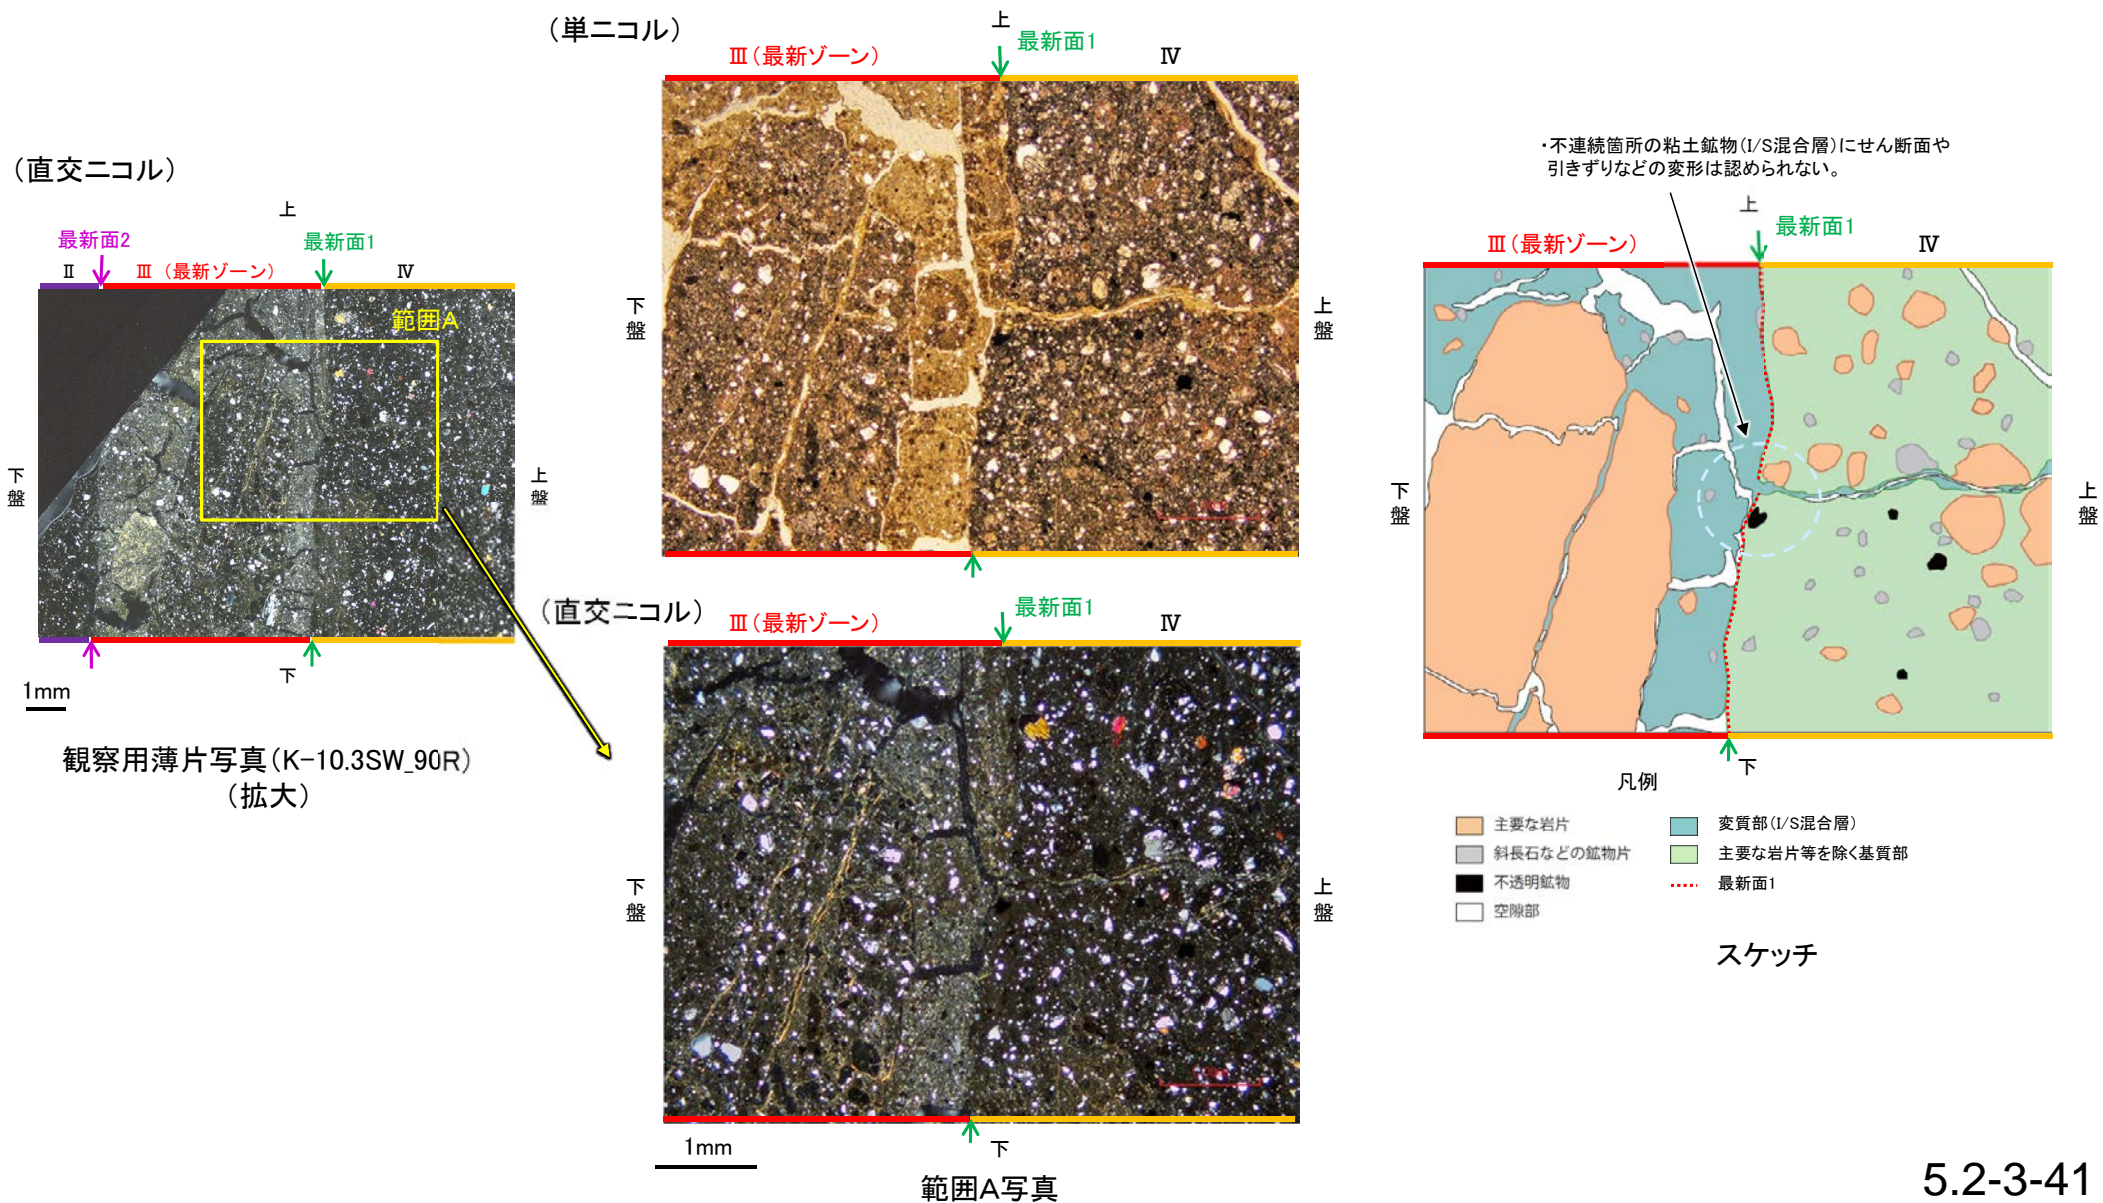 (直交ニコル)
上
最新面2
最新面1
Ⅱ
Ⅲ (最新ゾーン)
Ⅳ
範囲A
下盤
上盤
下
1mm
観察用薄片写真(K-10.3SW_90R)
(拡大)
(単ニコル)
上
最新面1
Ⅲ(最新ゾーン)
Ⅳ
下盤
上盤
(直交ニコル)
最新面1
Ⅲ(最新ゾーン)
Ⅳ
下盤
上盤
下
1mm
範囲A写真
・不連続箇所の粘土鉱物(I/S混合層)にせん断面や
引きずりなどの変形は認められない。
上
最新面1
Ⅲ(最新ゾーン)
Ⅳ
下盤
上盤
下
凡例
主要な岩片
斜長石などの鉱物片
不透明鉱物
空隙部
変質部(I/S混合層)
主要な岩片等を除く基質部
最新面1
スケッチ
5.2-3-41